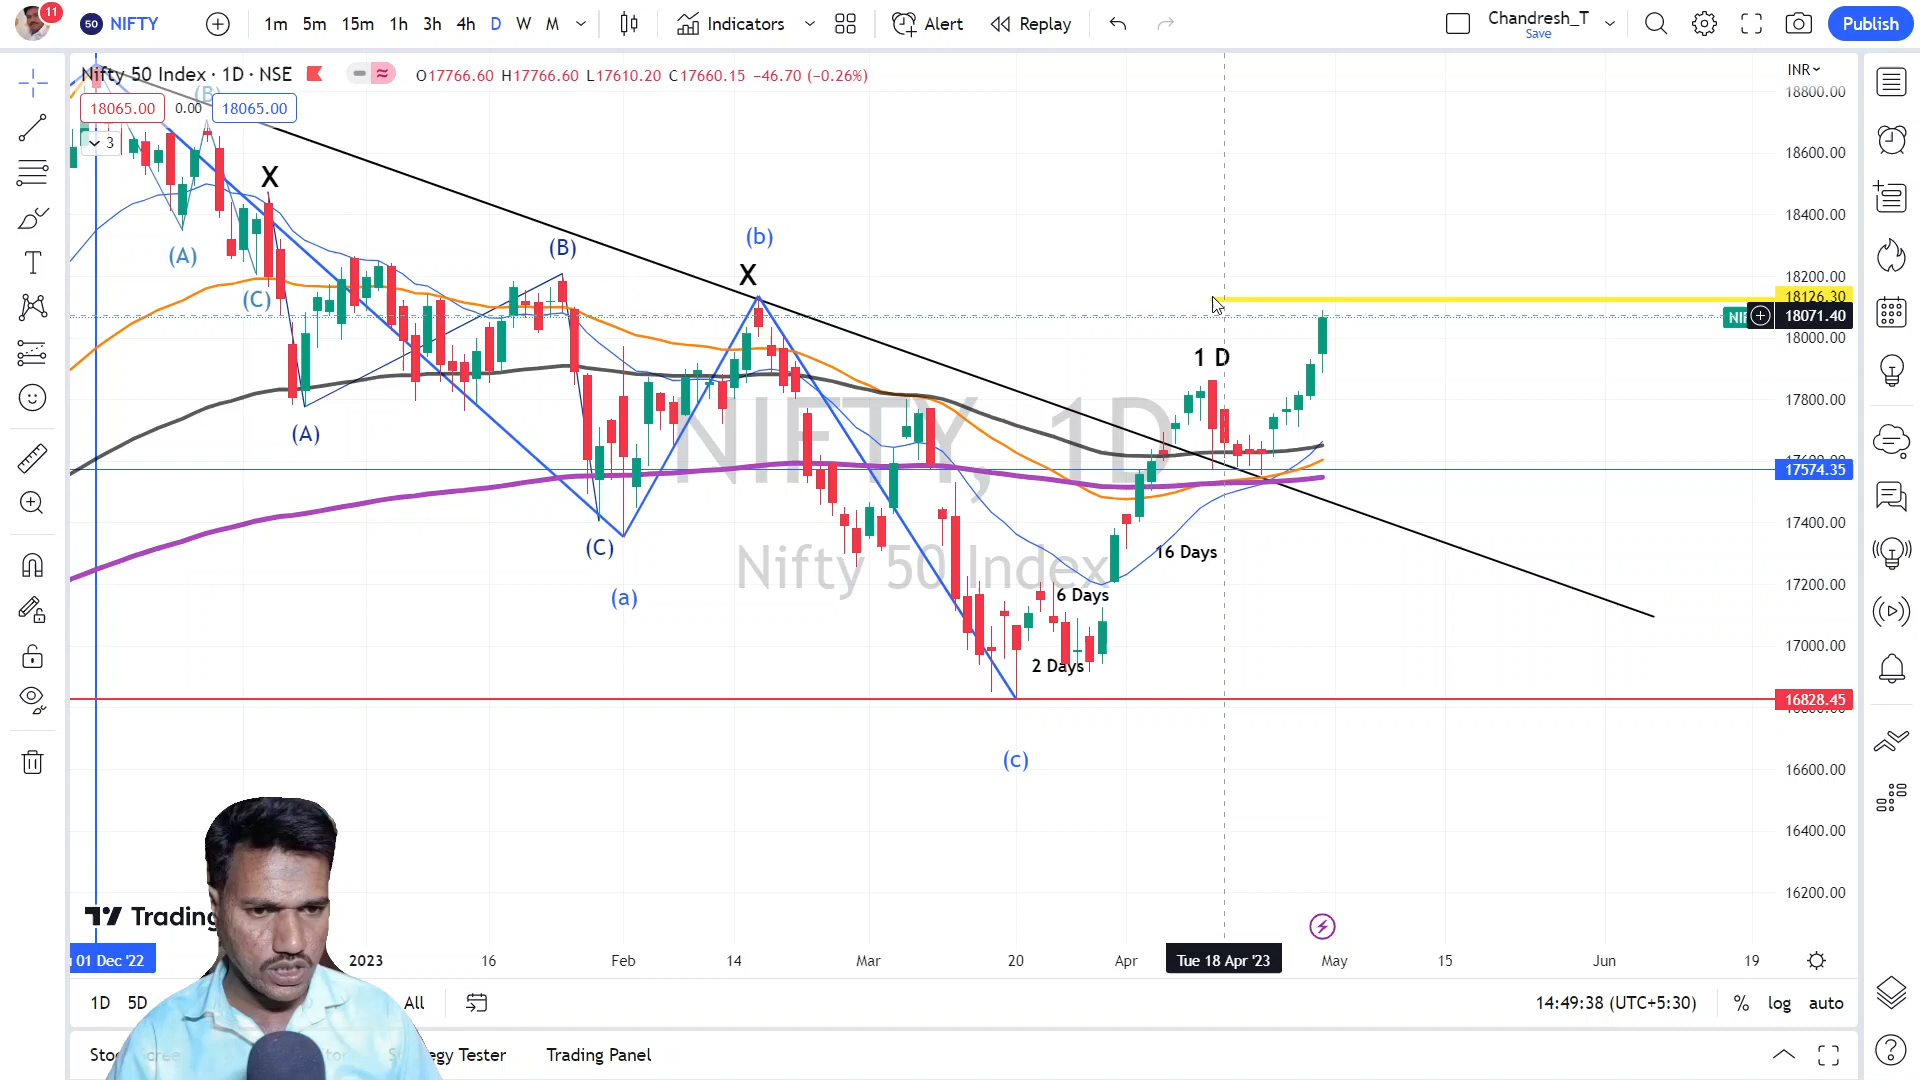 11
50 NIFTY
1m 5m 15m 1h 3h 4h D W M
Indicators
Alert
Replay
Chandresh_T
Save
Publish
Nifty 50 Index · 1D · NSE
O17766.60 H17766.60 L17610.20 C17660.15 −46.70 (−0.26%)
INR
18065.00 0.00 18065.00
3
(B)
X
(A)
(C)
(A)
(B)
(b)
X
(C)
(a)
(c)
1 D
16 Days
6 Days
2 Days
NIFTY, 1D
Nifty 50 Index
18800.00
18600.00
18400.00
18200.00
18126.30
18071.40
18000.00
17800.00
17574.35
17400.00
17200.00
17000.00
16828.45
16600.00
16400.00
16200.00
01 Dec '22
2023
16
Feb
14
Mar
20
Apr
Tue 18 Apr '23
May
15
Jun
19
1D 5D
All
14:49:38 (UTC+5:30)
% log auto
Trading Panel